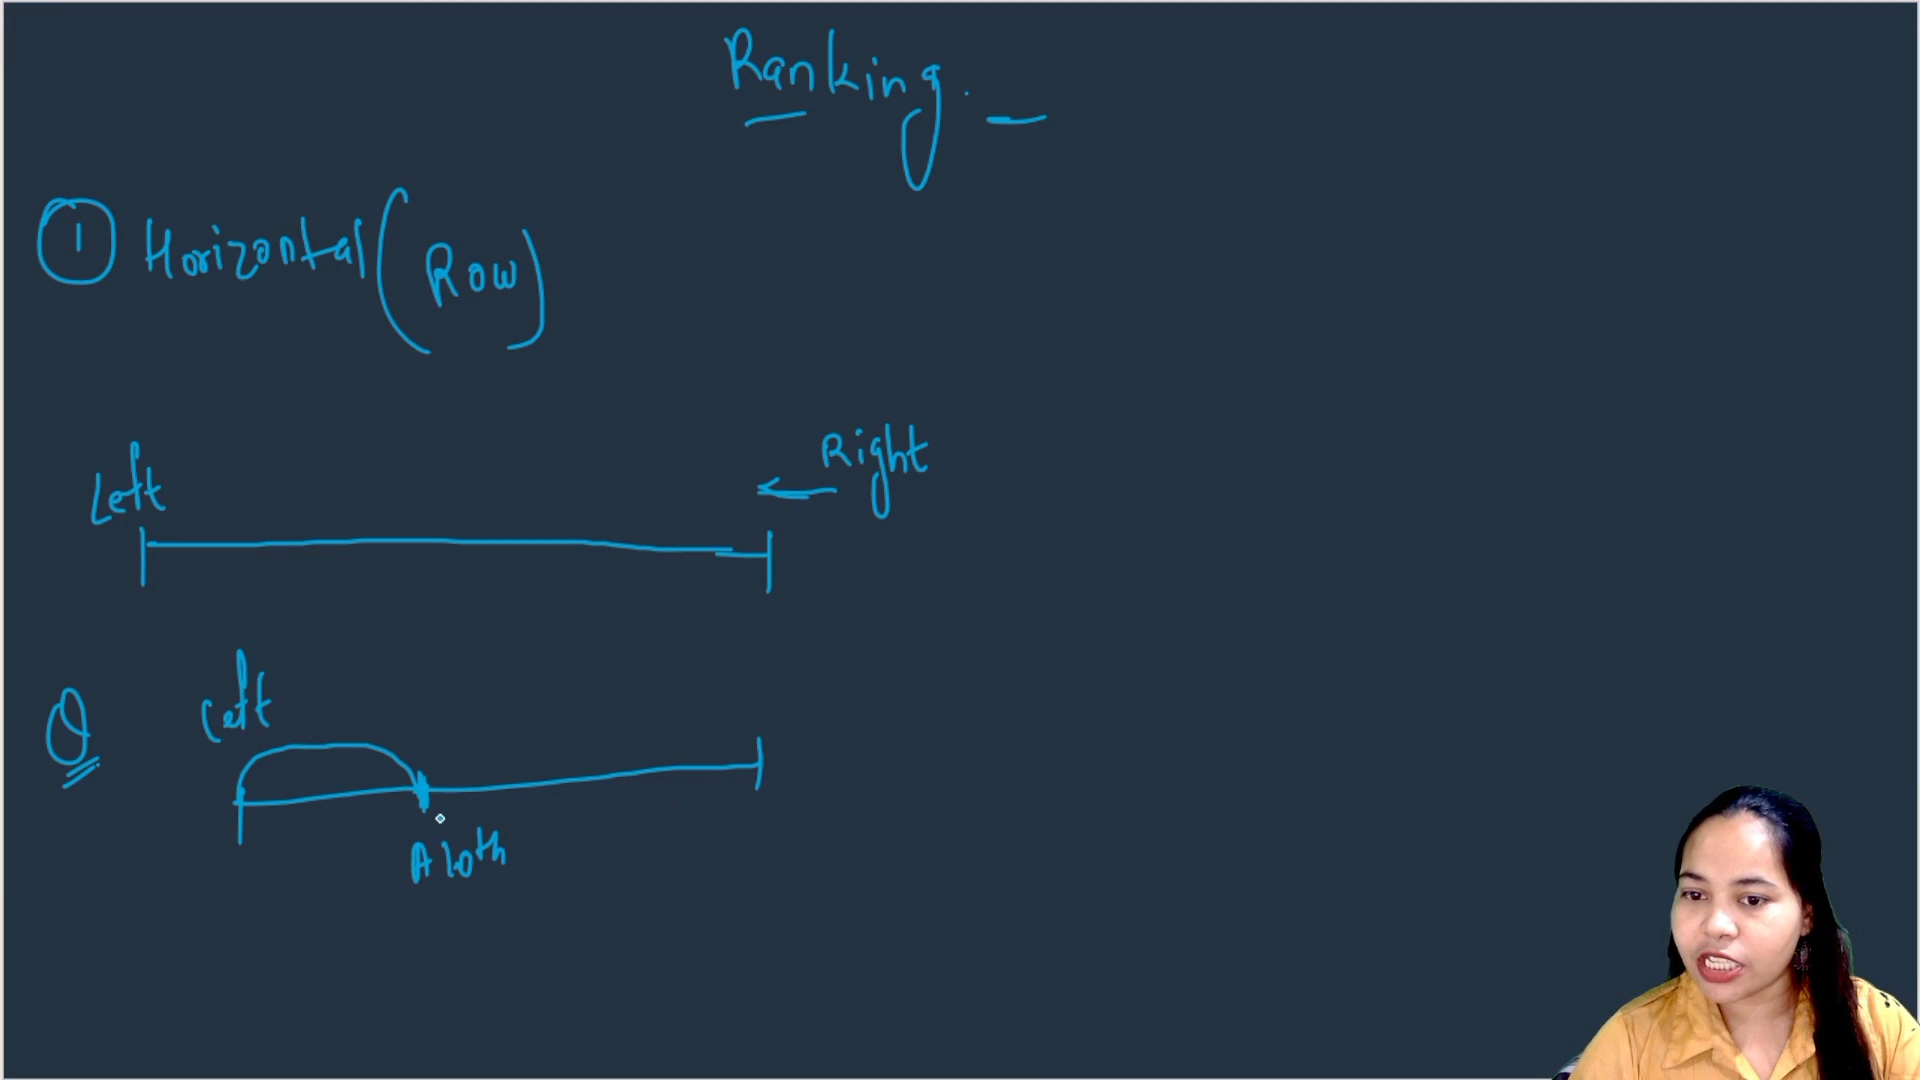 Ranking.
1 Horizontal (Row)
Right
Left
Left
Q
A 10th